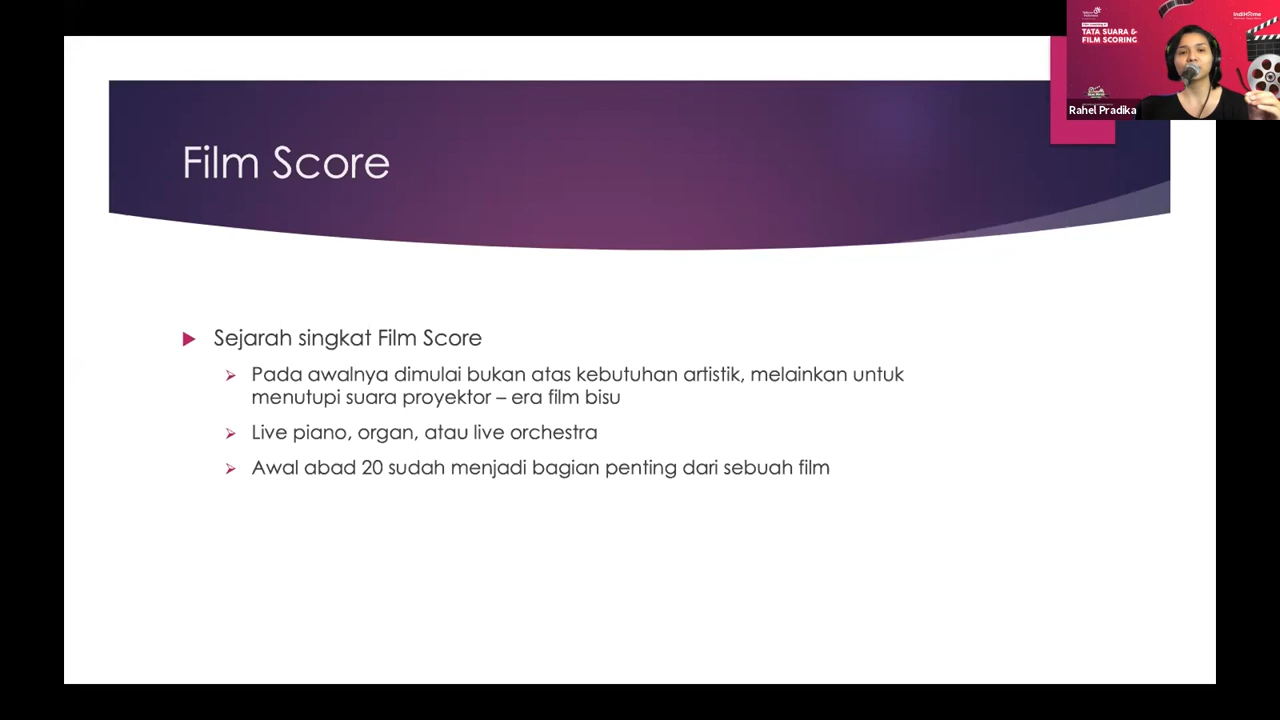 Film Score
Sejarah singkat Film Score
Pada awalnya dimulai bukan atas kebutuhan artistik, melainkan untuk
menutupi suara proyektor – era film bisu
Live piano, organ, atau live orchestra
Awal abad 20 sudah menjadi bagian penting dari sebuah film
IndiHome
TATA SUARA &
FILM SCORING
Rahel Pradika